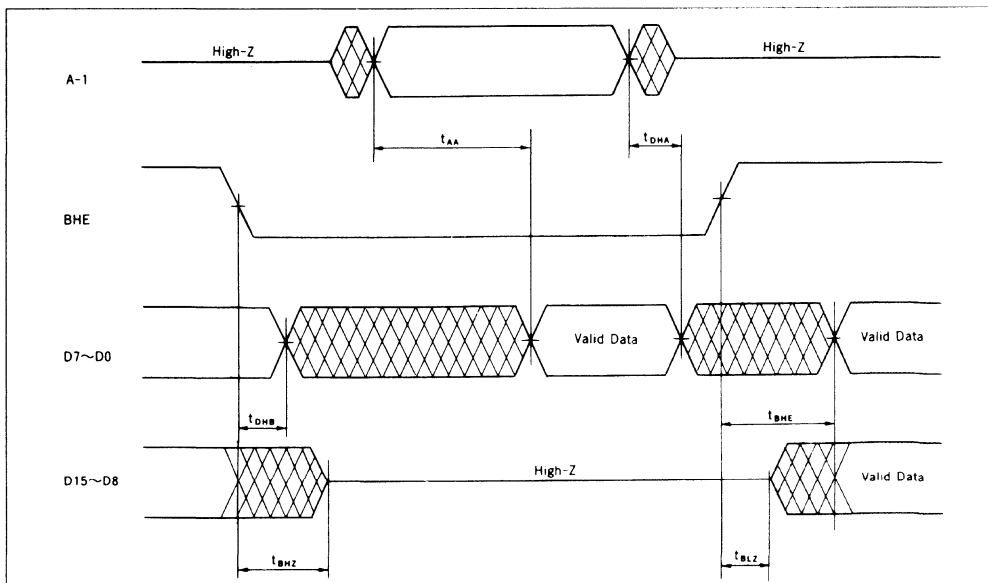 High-Z
High-Z
A-1
tAA
tDHA
BHE
Valid Data
Valid Data
D7~D0
tDHB
tBHE
High-Z
Valid Data
D15~D8
tBHZ
tBLZ